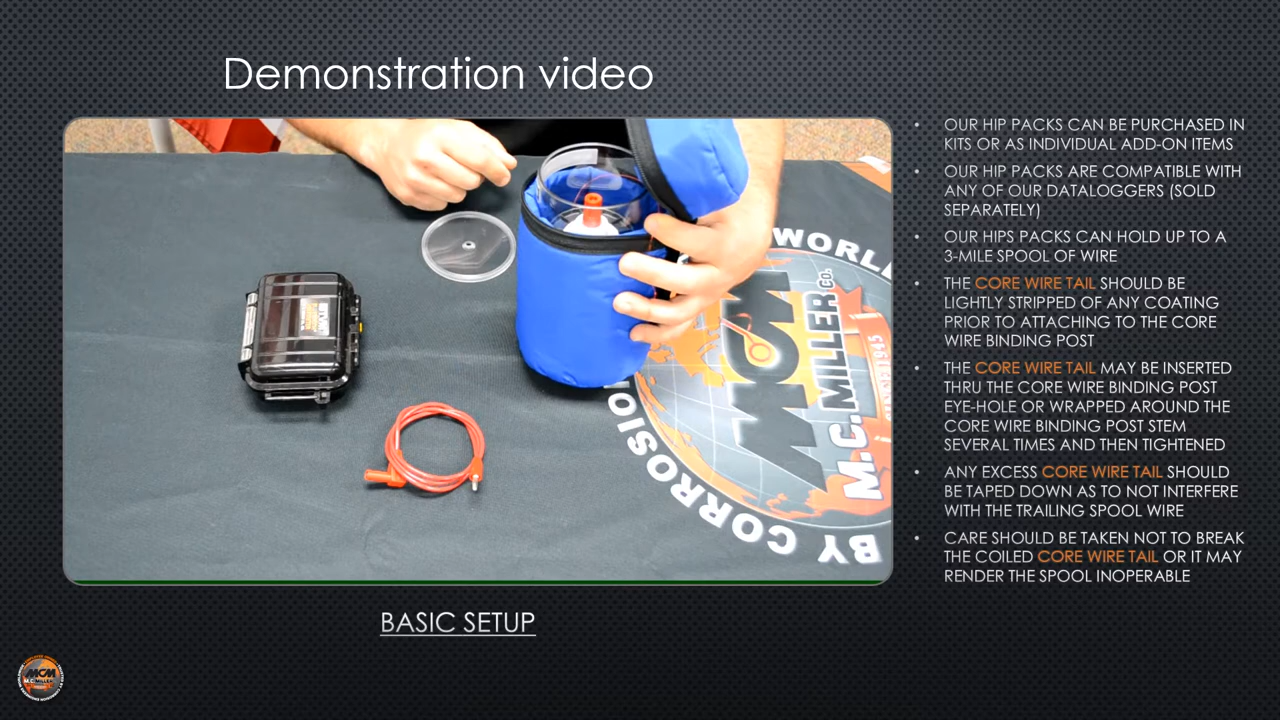 Demonstration video
WORL
MCM
M.C. MILLER CO.
BY CORROSIO
BASIC SETUP
• OUR HIP PACKS CAN BE PURCHASED IN
KITS OR AS INDIVIDUAL ADD-ON ITEMS
• OUR HIP PACKS ARE COMPATIBLE WITH
ANY OF OUR DATALOGGERS (SOLD
SEPARATELY)
• OUR HIPS PACKS CAN HOLD UP TO A
3-MILE SPOOL OF WIRE
• THE CORE WIRE TAIL SHOULD BE
LIGHTLY STRIPPED OF ANY COATING
PRIOR TO ATTACHING TO THE CORE
WIRE BINDING POST
• THE CORE WIRE TAIL MAY BE INSERTED
THRU THE CORE WIRE BINDING POST
EYE-HOLE OR WRAPPED AROUND THE
CORE WIRE BINDING POST STEM
SEVERAL TIMES AND THEN TIGHTENED
• ANY EXCESS CORE WIRE TAIL SHOULD
BE TAPED DOWN AS TO NOT INTERFERE
WITH THE TRAILING SPOOL WIRE
• CARE SHOULD BE TAKEN NOT TO BREAK
THE COILED CORE WIRE TAIL OR IT MAY
RENDER THE SPOOL INOPERABLE
MCM
M.C. MILLER